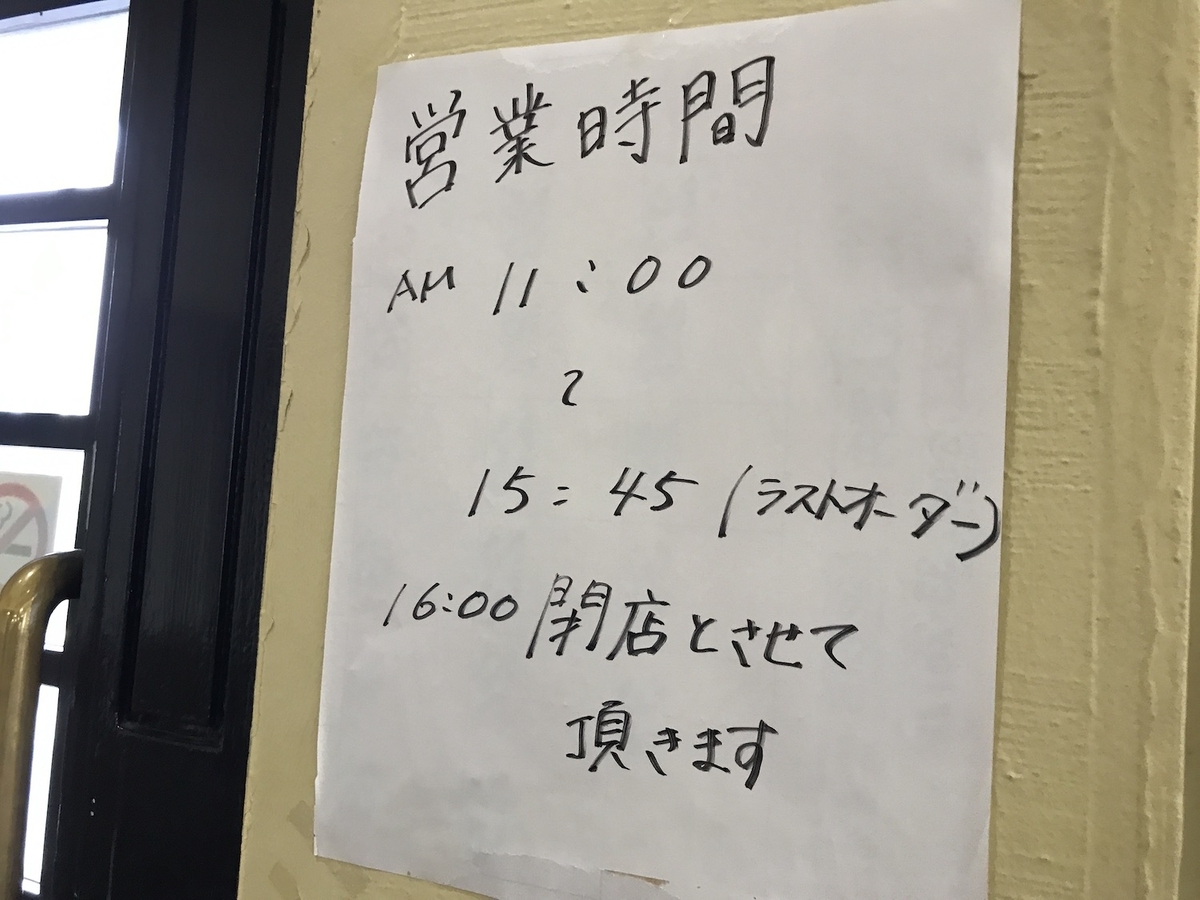 営業時間
AM 11:00
〜
15:45(ラストオーダー)
16:00 閉店とさせて
頂きます